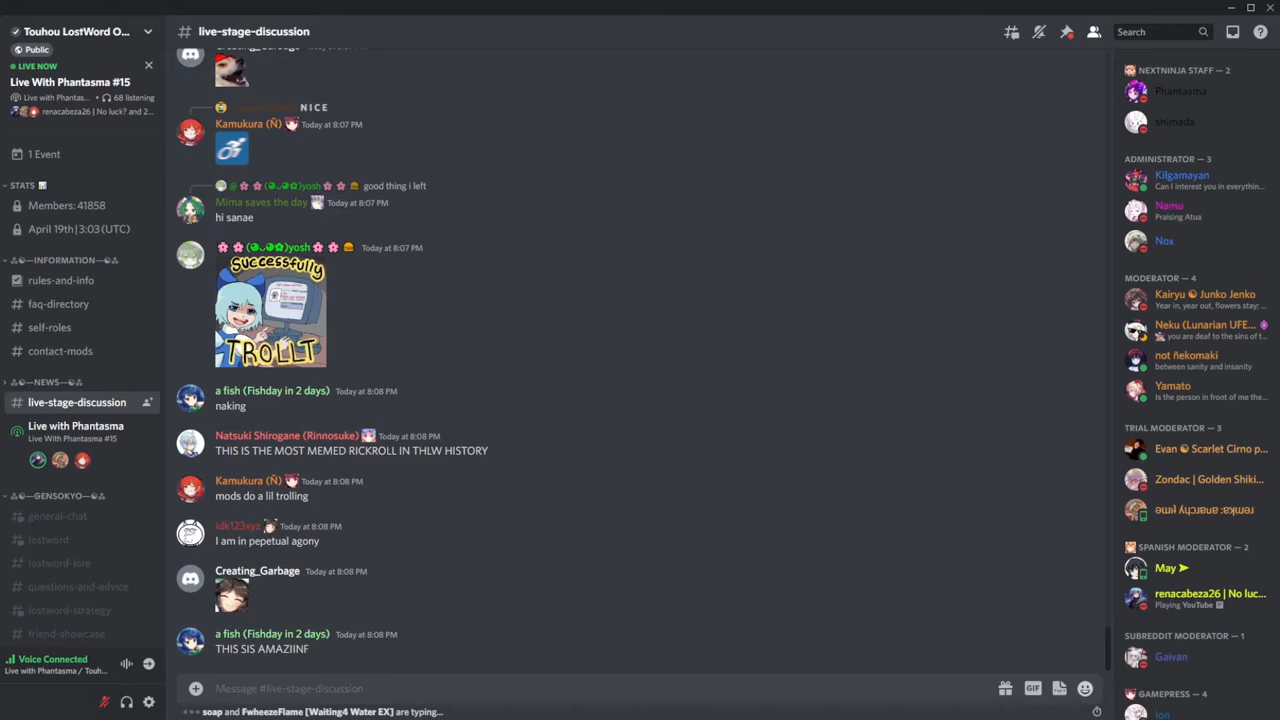 Touhou LostWord O...
Public
LIVE NOW
Live With Phantasma #15
Live with Phantas... • 68 listening
renacabeza26 | No luck? and 2...
1 Event
STATS
Members: 41858
April 19th | 3:03 (UTC)
—INFORMATION—
rules-and-info
faq-directory
self-roles
contact-mods
—NEWS—
live-stage-discussion
Live with Phantasma
Live With Phantasma #15
—GENSOKYO—
general-chat
lostword
lostword-lore
questions-and-advice
lostword-strategy
friend-showcase
Voice Connected
Live with Phantasma / Touh...
live-stage-discussion
Search
Creating_Garbage
NICE
Kamukura (Ñ) Today at 8:07 PM
yosh good thing i left
Mima saves the day Today at 8:07 PM
hi sanae
yosh Today at 8:07 PM
SUCCESSFULLY
TROLLT
a fish (Fishday in 2 days) Today at 8:08 PM
naking
Natsuki Shirogane (Rinnosuke) Today at 8:08 PM
THIS IS THE MOST MEMED RICKROLL IN THLW HISTORY
Kamukura (Ñ) Today at 8:08 PM
mods do a lil trolling
idk123xyz Today at 8:08 PM
I am in pepetual agony
Creating_Garbage Today at 8:08 PM
a fish (Fishday in 2 days) Today at 8:08 PM
THIS SIS AMAZIINF
Message #live-stage-discussion
GIF
soap and FwheezeFlame [Waiting4 Water EX] are typing...
NEXTNINJA STAFF — 2
Phantasma
shimada
ADMINISTRATOR — 3
Kilgamayan
Can I interest you in everythin...
Namu
Praising Atua
Nox
MODERATOR — 4
Kairyu ☯ Junko Jenko
Year in, year out, flowers stay; ...
Neku (Lunarian UFE...
you are deaf to the sins of t...
not ñekomaki
between sanity and insanity
Yamato
Is the person in front of me the...
TRIAL MODERATOR — 3
Evan ☯ Scarlet Cirno p...
Zondac | Golden Shiki...
SPANISH MODERATOR — 2
May ➤
renacabeza26 | No luc...
Playing YouTube
SUBREDDIT MODERATOR — 1
Gaivan
GAMEPRESS — 4
Ion